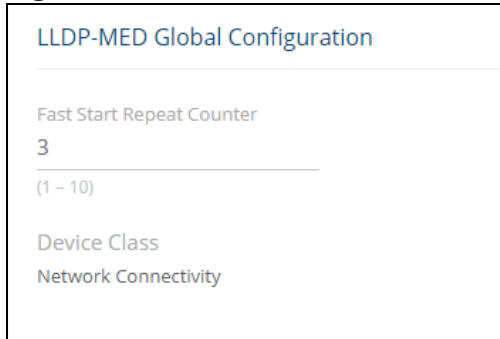 LLDP-MED Global Configuration
Fast Start Repeat Counter
3
(1 – 10)
Device Class
Network Connectivity